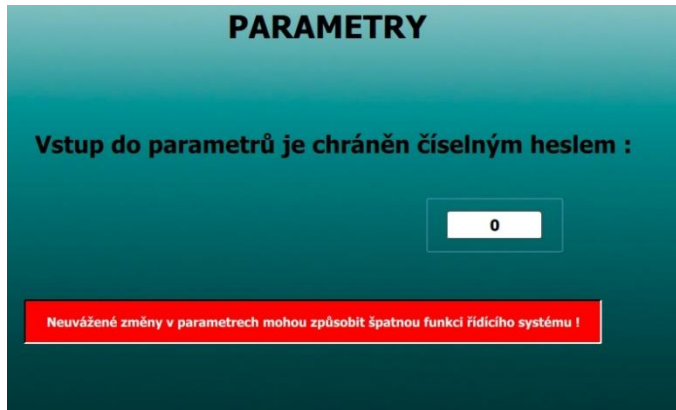 PARAMETRY
Vstup do parametrů je chráněn číselným heslem :
0
Neuvážené změny v parametrech mohou způsobit špatnou funkci řídícího systému !